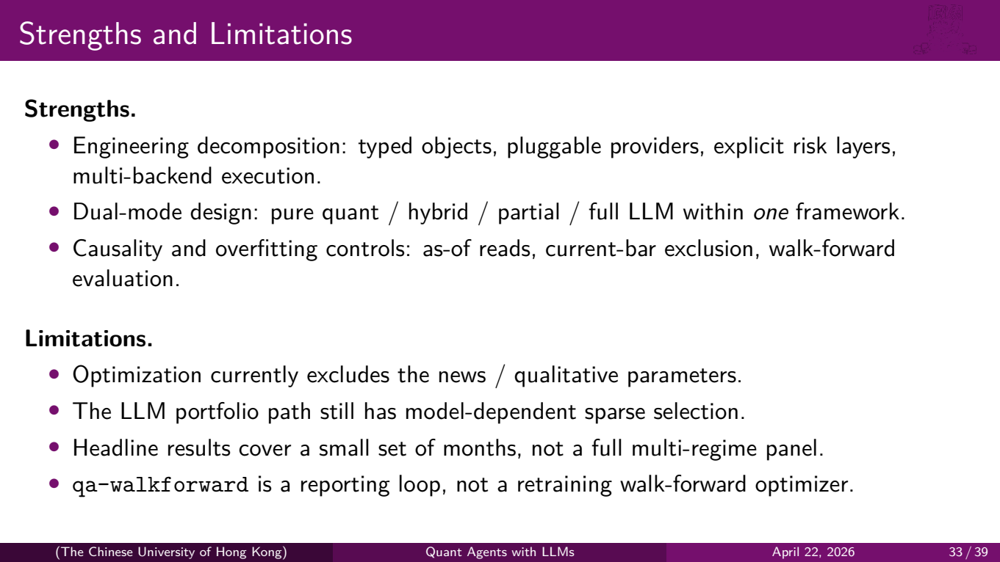 Strengths and Limitations
Strengths.
• Engineering decomposition: typed objects, pluggable providers, explicit risk layers,
multi-backend execution.
• Dual-mode design: pure quant / hybrid / partial / full LLM within one framework.
• Causality and overfitting controls: as-of reads, current-bar exclusion, walk-forward
evaluation.
Limitations.
• Optimization currently excludes the news / qualitative parameters.
• The LLM portfolio path still has model-dependent sparse selection.
• Headline results cover a small set of months, not a full multi-regime panel.
• qa-walkforward is a reporting loop, not a retraining walk-forward optimizer.
(The Chinese University of Hong Kong) Quant Agents with LLMs April 22, 2026 33 / 39